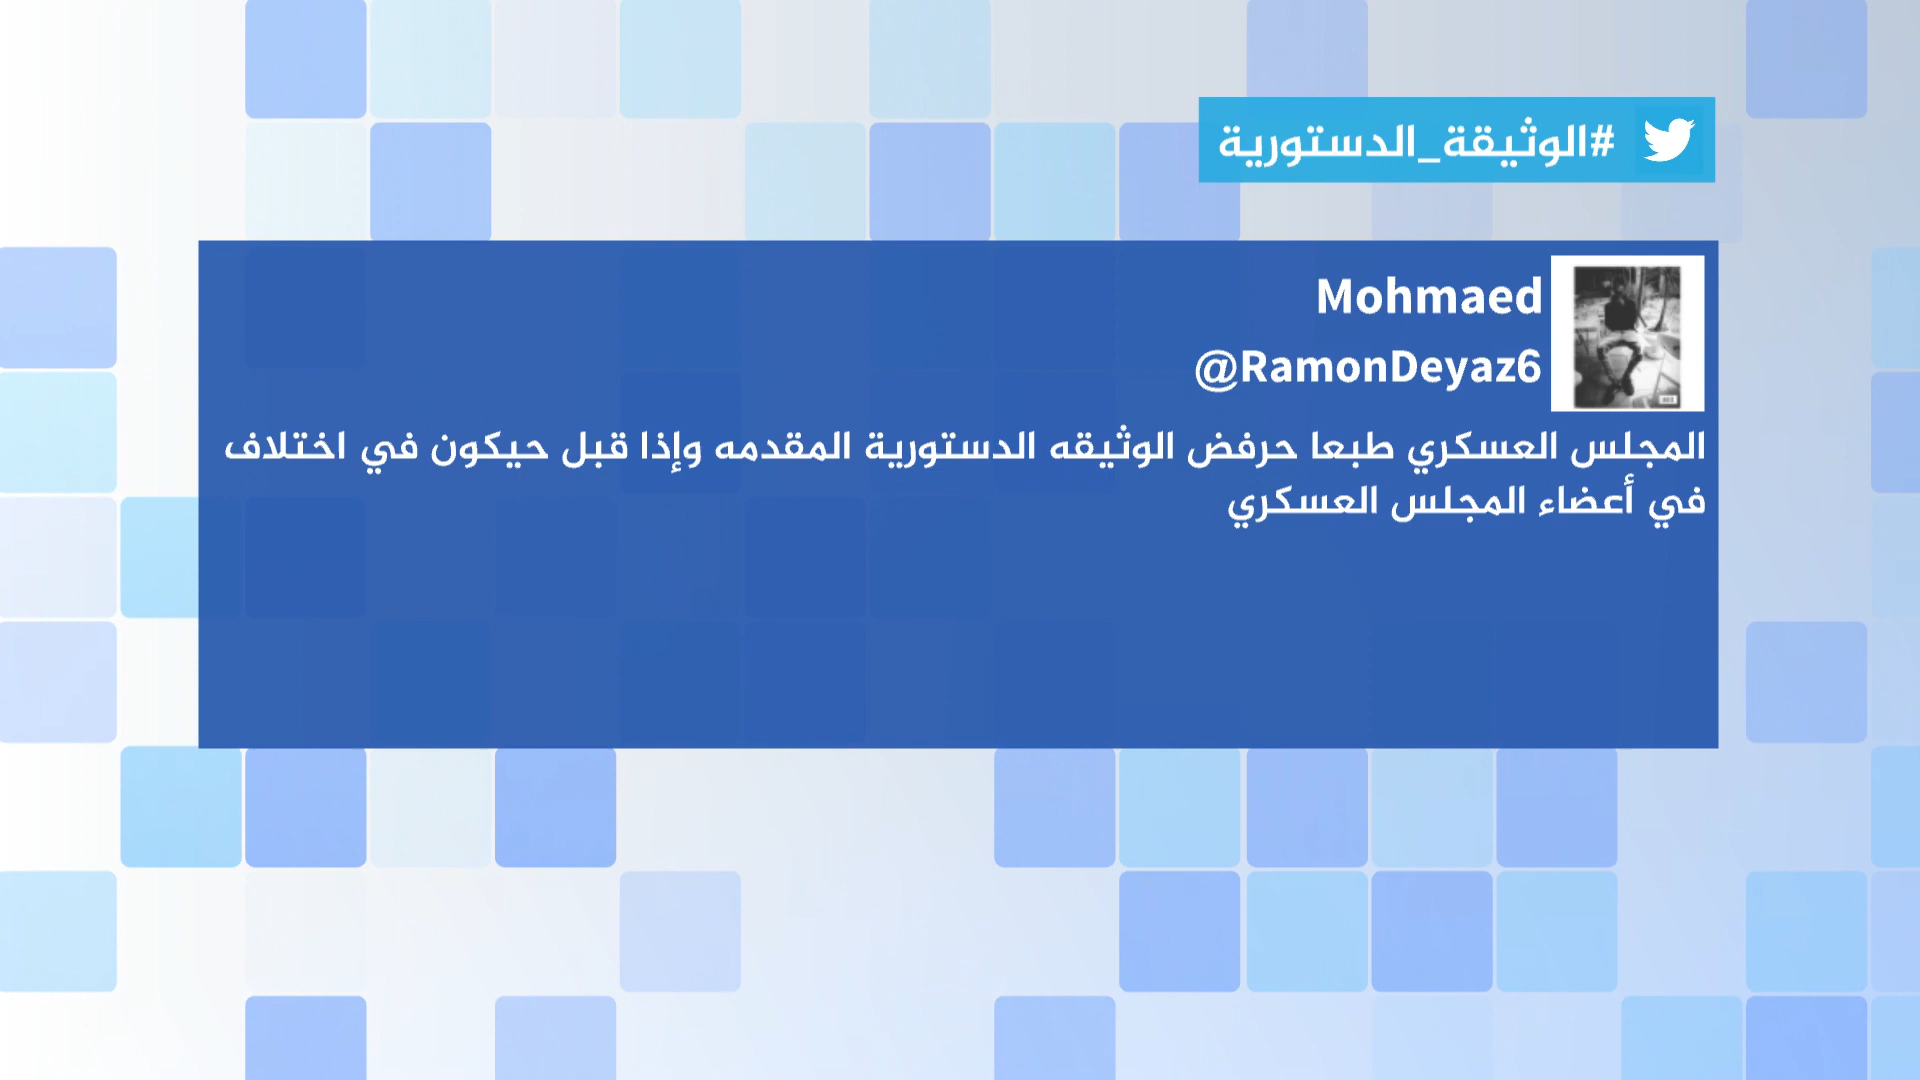 #الوثيقة_الدستورية
Mohmaed
@RamonDeyaz6
المجلس العسكري طبعا حرفض الوثيقه الدستورية المقدمه وإذا قبل حيكون في اختلاف
في أعضاء المجلس العسكري